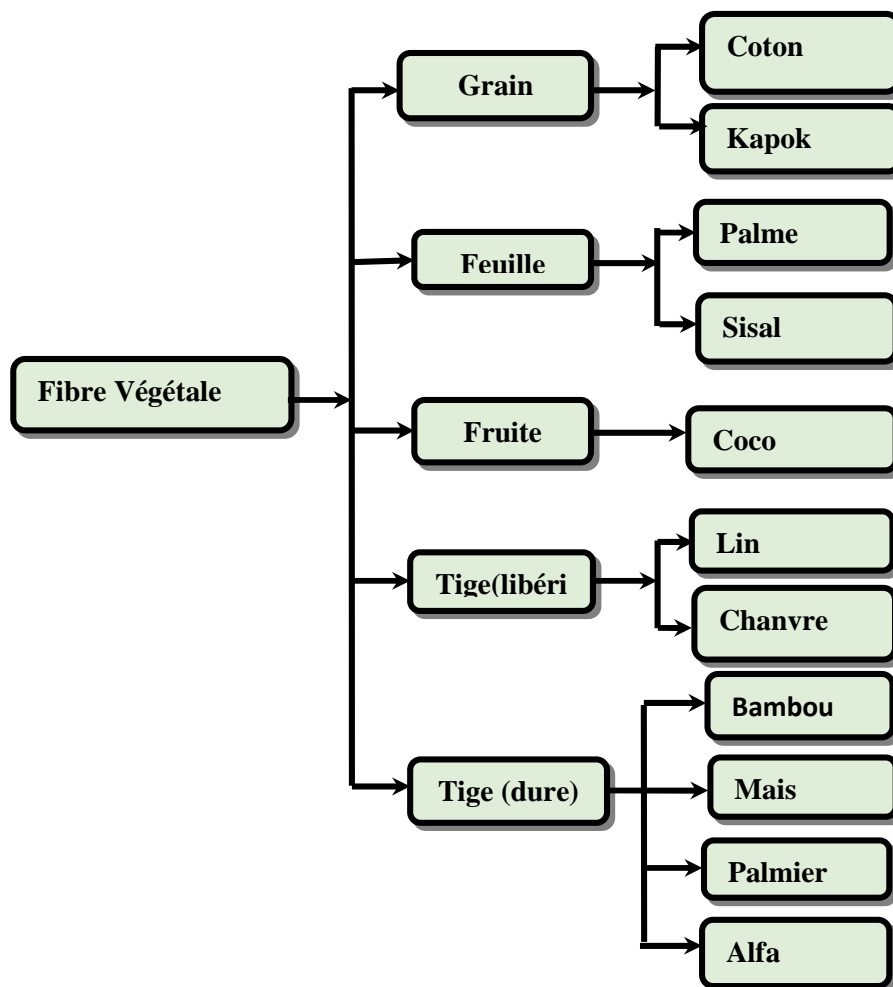 Fibre Végétale
Grain
Coton
Kapok
Feuille
Palme
Sisal
Fruite
Coco
Tige(libéri
Lin
Chanvre
Tige (dure)
Bambou
Mais
Palmier
Alfa